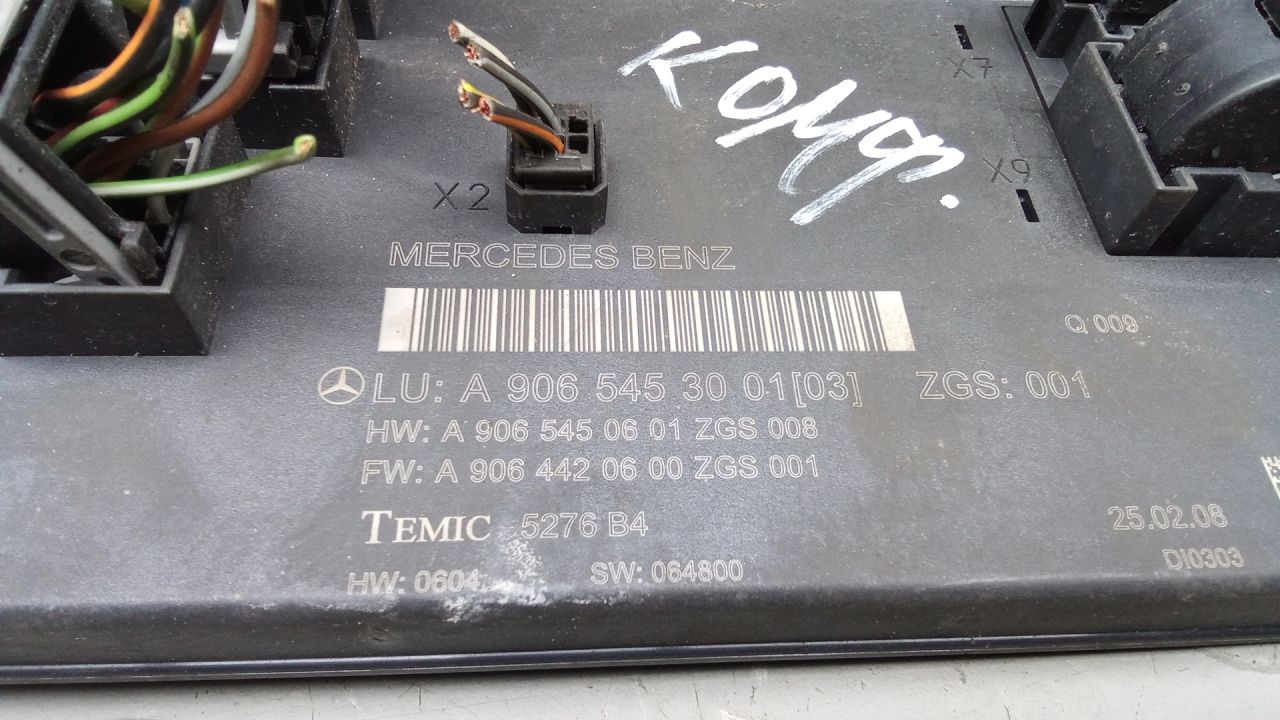 Комф.
X7
X9
X2
MERCEDES BENZ
Q 009
LU: A 906 545 30 01[03] ZGS: 001
HW: A 906 545 06 01 ZGS 008
FW: A 906 442 06 00 ZGS 001
TEMIC 5276 B4
25.02.08
DI0303
HW: 0604
SW: 064800